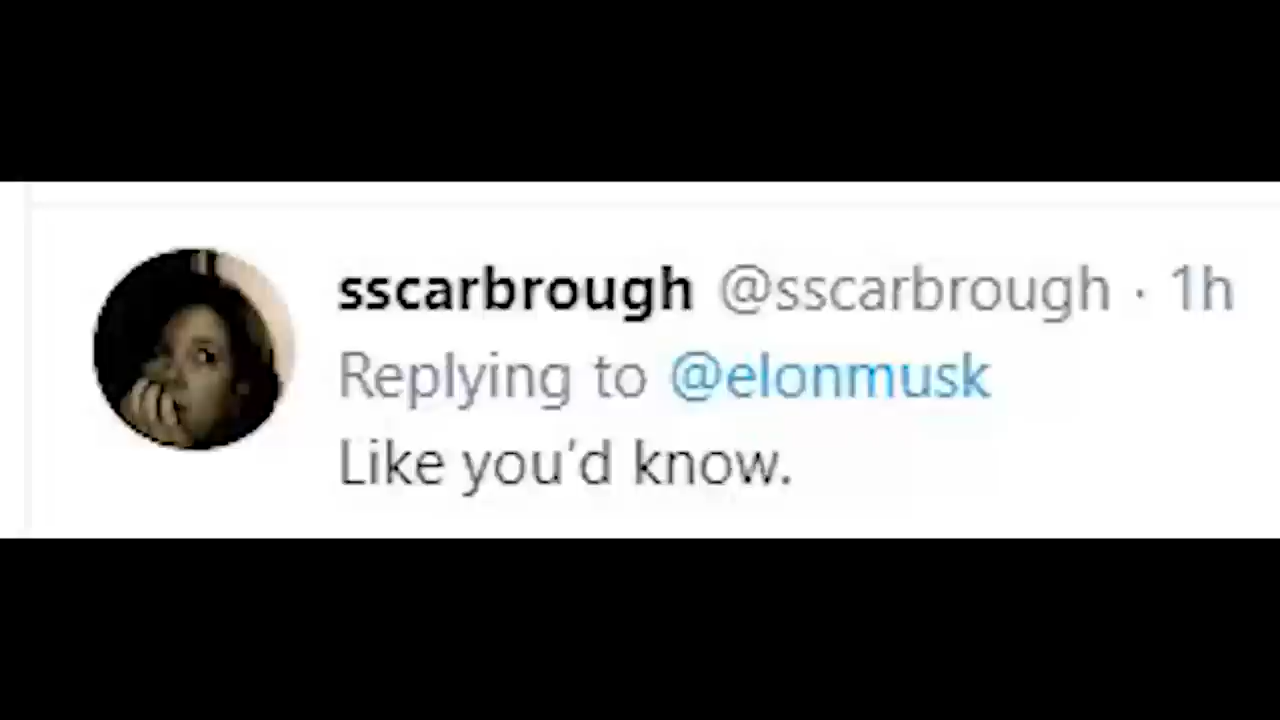 sscarbrough @sscarbrough · 1h
Replying to @elonmusk
Like you'd know.